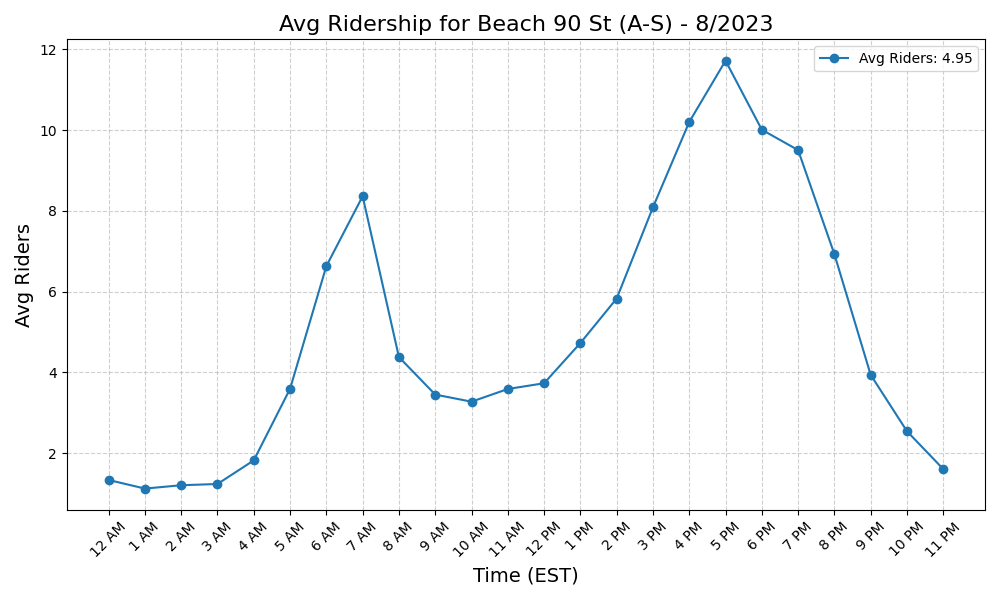 Avg Ridership for Beach 90 St (A-S) - 8/2023
Avg Riders: 4.95
Avg Riders
12
10
8
6
4
2
12 AM
1 AM
2 AM
3 AM
4 AM
5 AM
6 AM
7 AM
8 AM
9 AM
10 AM
11 AM
12 PM
1 PM
2 PM
3 PM
4 PM
5 PM
6 PM
7 PM
8 PM
9 PM
10 PM
11 PM
Time (EST)